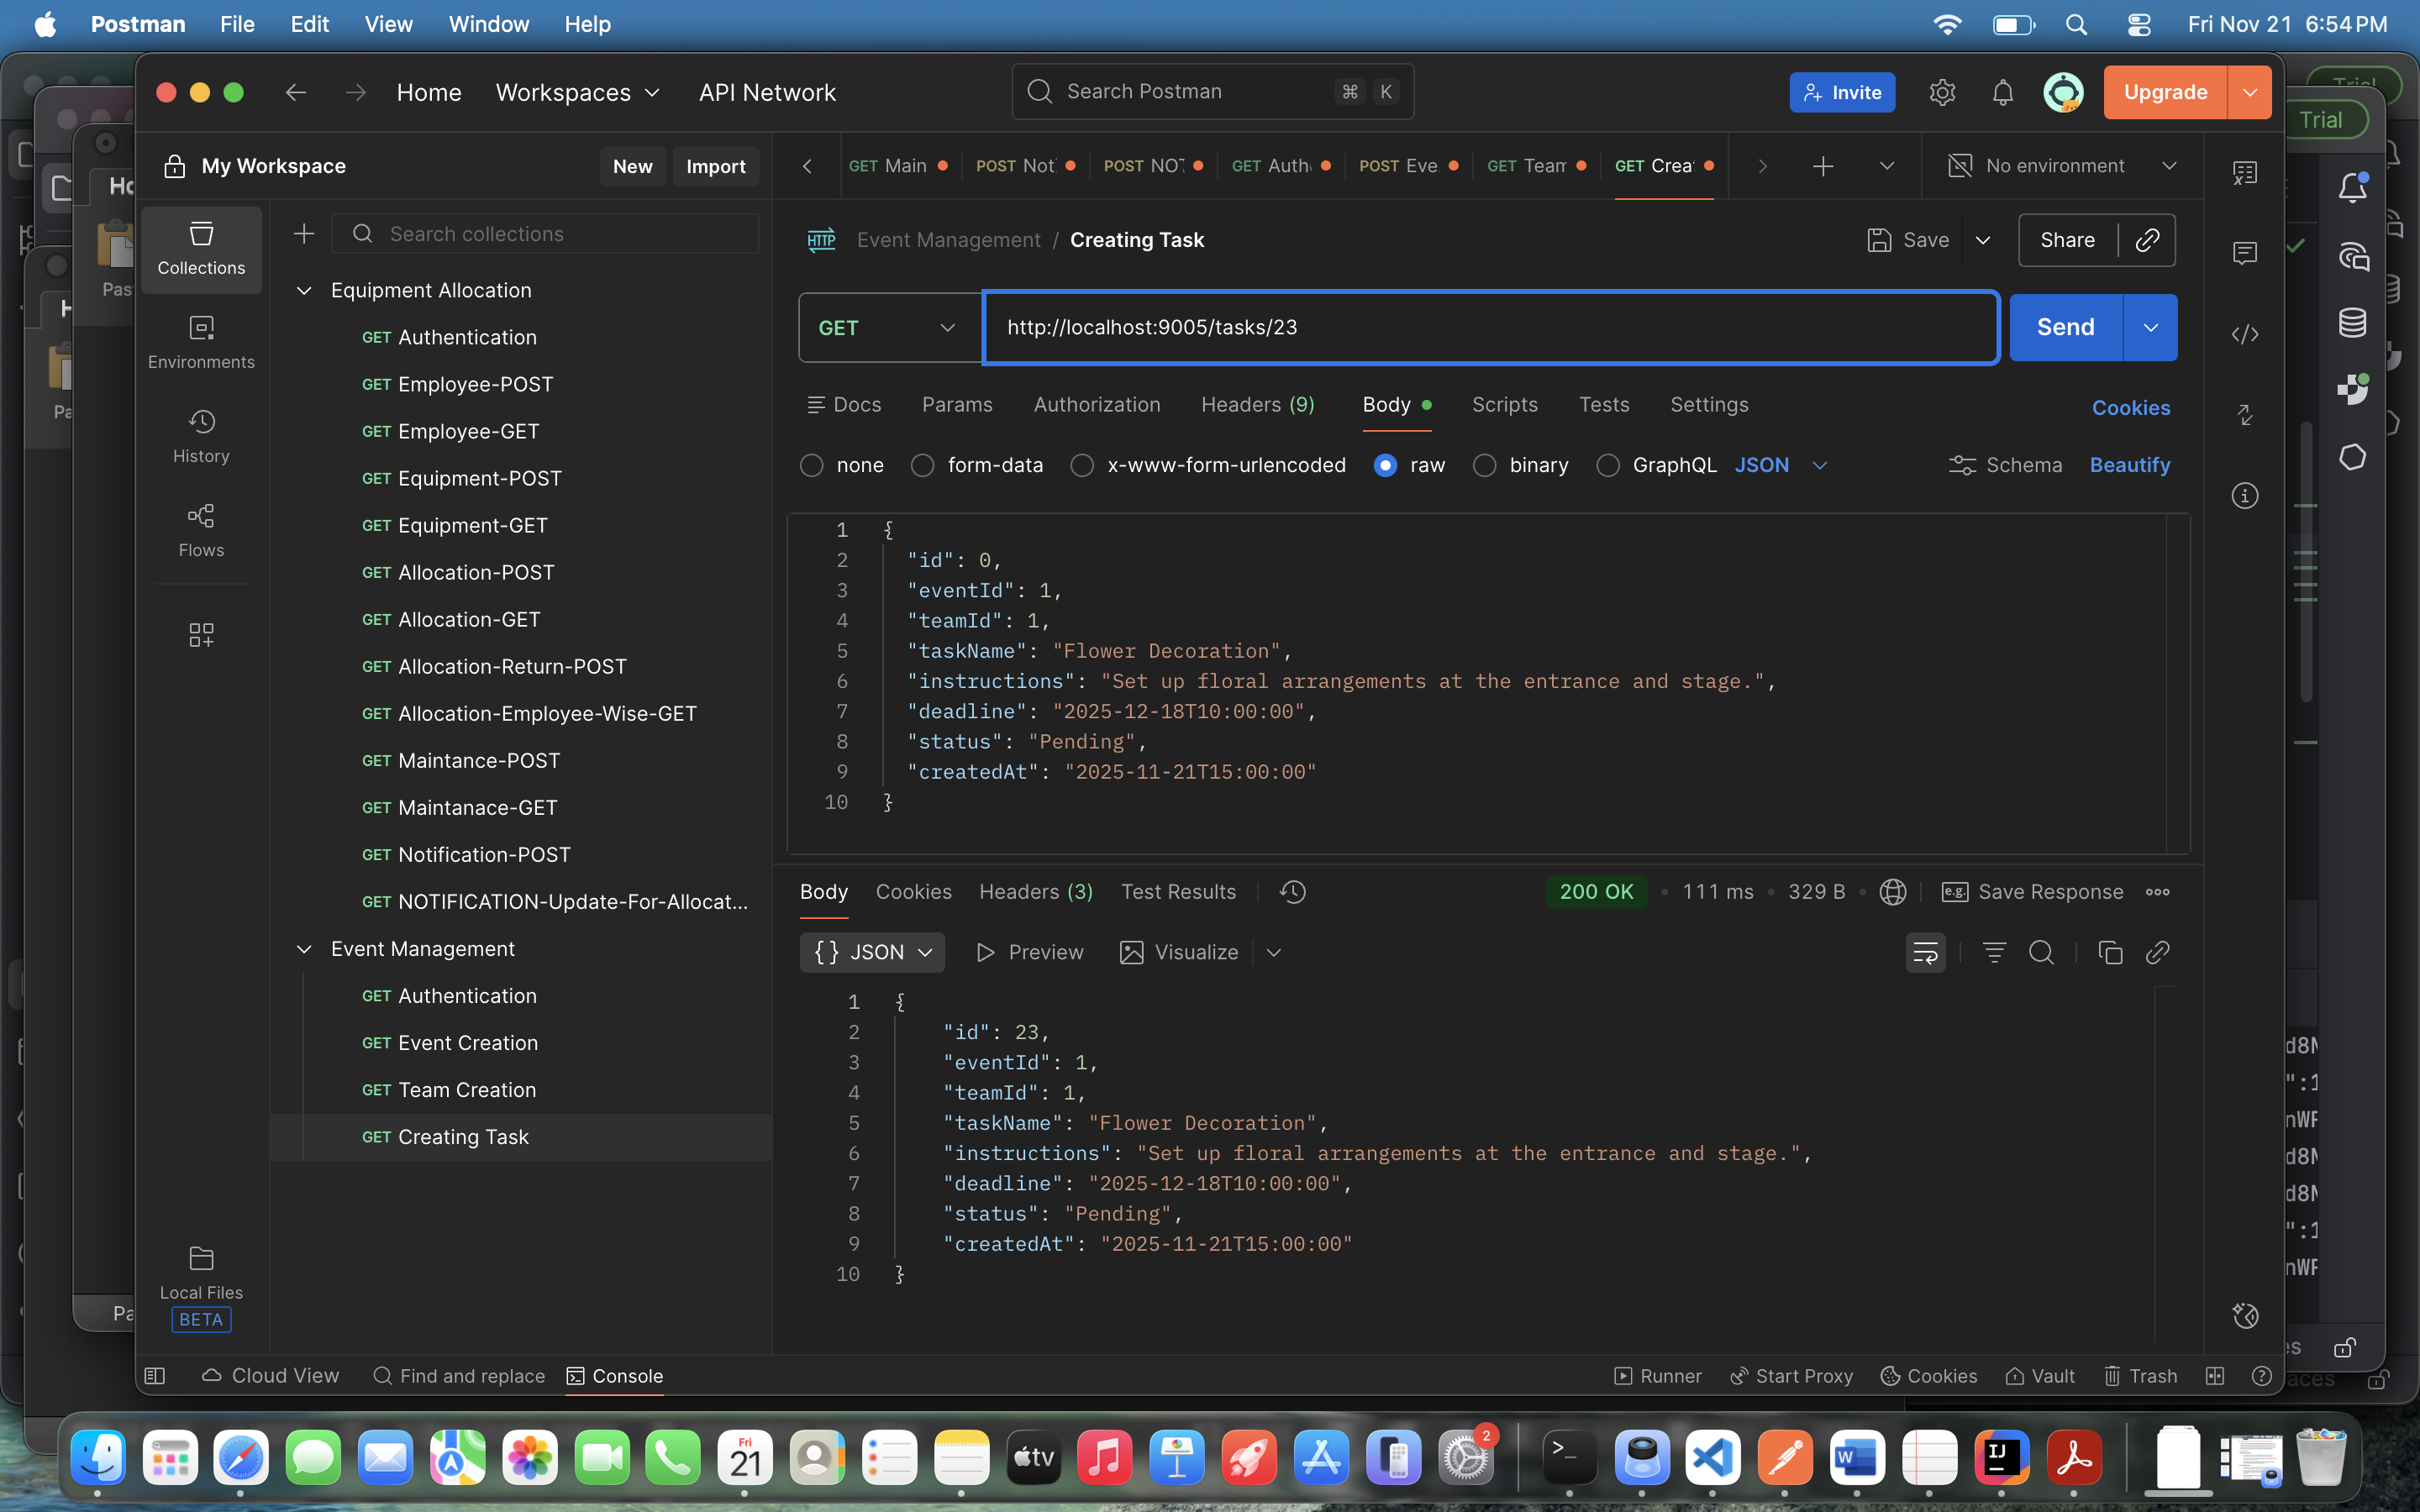 Postman File Edit View Window Help
Fri Nov 21 6:54 PM
Home Workspaces API Network
Search Postman ⌘ K
Invite
Upgrade
Trial
My Workspace New Import
GET Main
POST Not
POST NOT
GET Auth
POST Eve
GET Team
GET Crea
No environment
Collections
Environments
History
Flows
Local Files
BETA
Search collections
Equipment Allocation
GET Authentication
GET Employee-POST
GET Employee-GET
GET Equipment-POST
GET Equipment-GET
GET Allocation-POST
GET Allocation-GET
GET Allocation-Return-POST
GET Allocation-Employee-Wise-GET
GET Maintance-POST
GET Maintanace-GET
GET Notification-POST
GET NOTIFICATION-Update-For-Allocat...
Event Management
GET Authentication
GET Event Creation
GET Team Creation
GET Creating Task
HTTP Event Management / Creating Task
Save Share
GET http://localhost:9005/tasks/23 Send
Docs Params Authorization Headers (9) Body Scripts Tests Settings Cookies
none form-data x-www-form-urlencoded raw binary GraphQL JSON Schema Beautify
1 {
2 "id": 0,
3 "eventId": 1,
4 "teamId": 1,
5 "taskName": "Flower Decoration",
6 "instructions": "Set up floral arrangements at the entrance and stage.",
7 "deadline": "2025-12-18T10:00:00",
8 "status": "Pending",
9 "createdAt": "2025-11-21T15:00:00"
10 }
Body Cookies Headers (3) Test Results
200 OK • 111 ms • 329 B
e.g. Save Response
{} JSON Preview Visualize
1 {
2 "id": 23,
3 "eventId": 1,
4 "teamId": 1,
5 "taskName": "Flower Decoration",
6 "instructions": "Set up floral arrangements at the entrance and stage.",
7 "deadline": "2025-12-18T10:00:00",
8 "status": "Pending",
9 "createdAt": "2025-11-21T15:00:00"
10 }
Cloud View Find and replace Console
Runner Start Proxy Cookies Vault Trash
Fri
21
tv
2
IJ